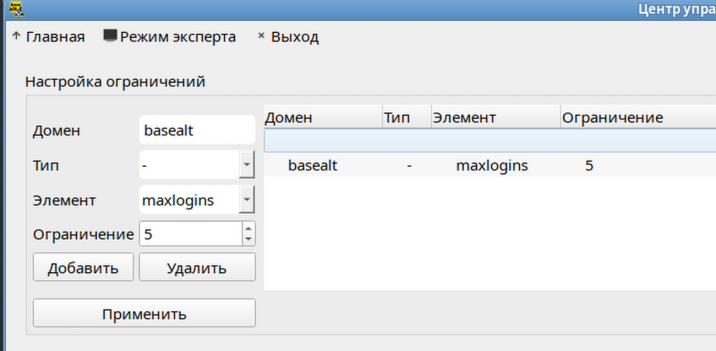 Центр упра
Главная Режим эксперта Выход
Настройка ограничений
Домен basealt
Тип -
Элемент maxlogins
Ограничение 5
Добавить Удалить
Применить
Домен Тип Элемент Ограничение
basealt - maxlogins 5